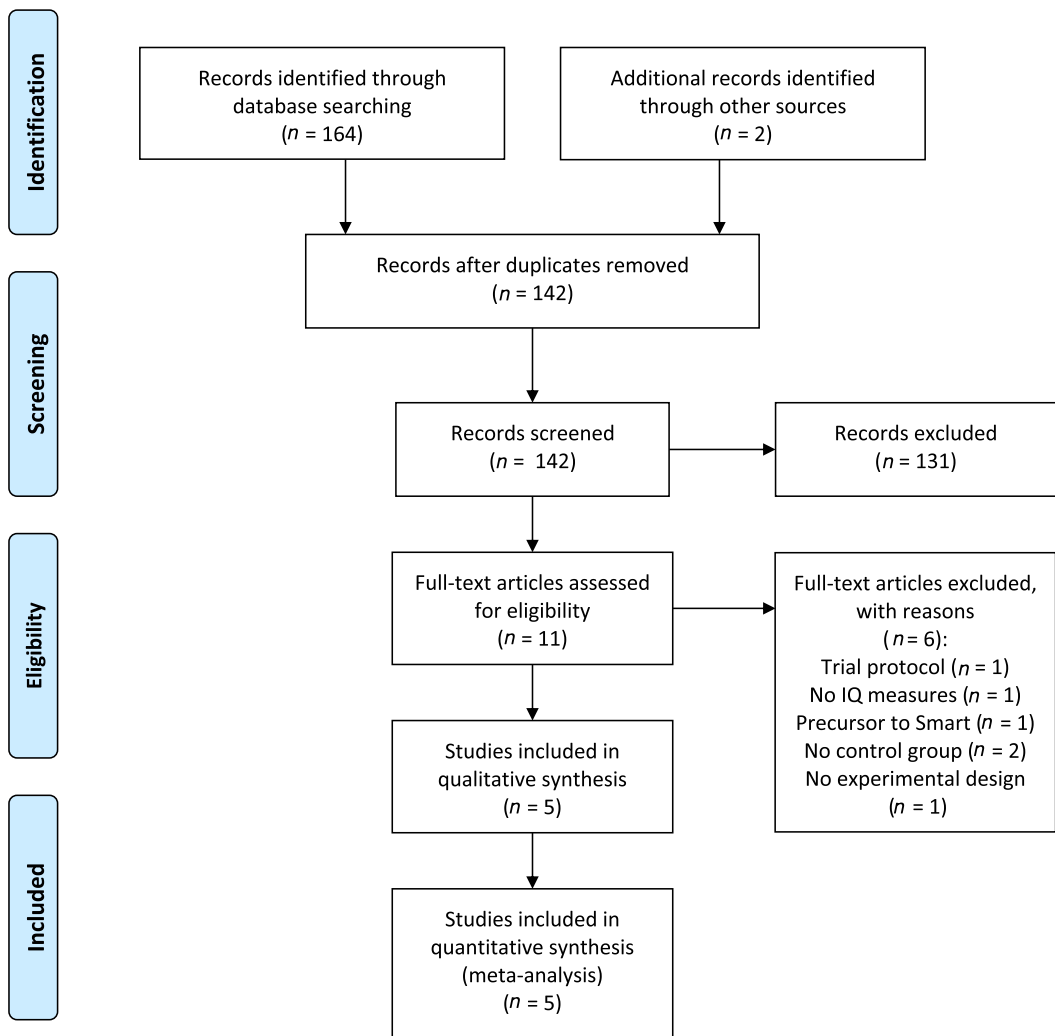 Identification
Records identified through
database searching
(n = 164)
Additional records identified
through other sources
(n = 2)
Records after duplicates removed
(n = 142)
Screening
Records screened
(n = 142)
Records excluded
(n = 131)
Eligibility
Full-text articles assessed
for eligibility
(n = 11)
Full-text articles excluded,
with reasons
(n = 6):
Trial protocol (n = 1)
No IQ measures (n = 1)
Precursor to Smart (n = 1)
No control group (n = 2)
No experimental design
(n = 1)
Studies included in
qualitative synthesis
(n = 5)
Included
Studies included in
quantitative synthesis
(meta-analysis)
(n = 5)